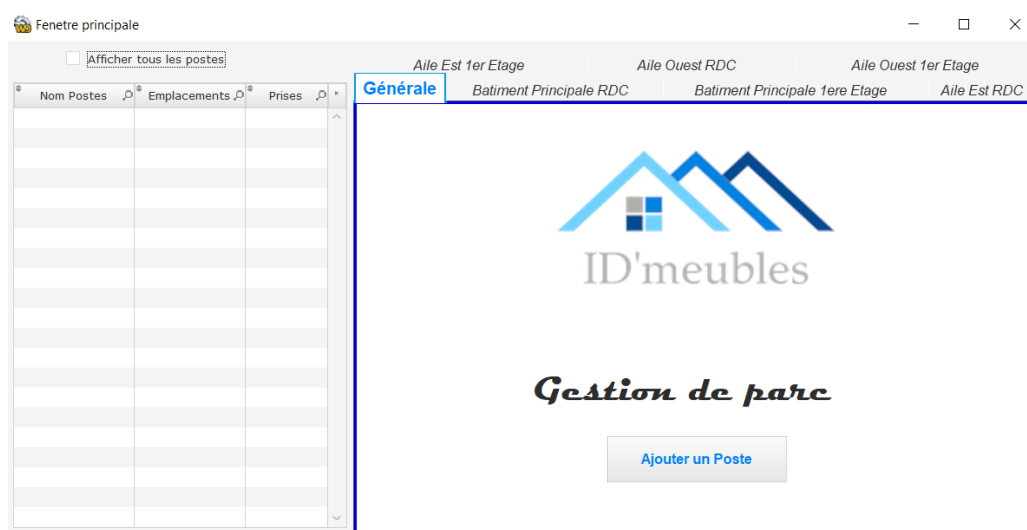 Fenetre principale
Afficher tous les postes
Nom Postes Emplacements Prises
Aile Est 1er Etage Aile Ouest RDC Aile Ouest 1er Etage
Générale Batiment Principale RDC Batiment Principale 1ere Etage Aile Est RDC
ID'meubles
Gestion de parc
Ajouter un Poste